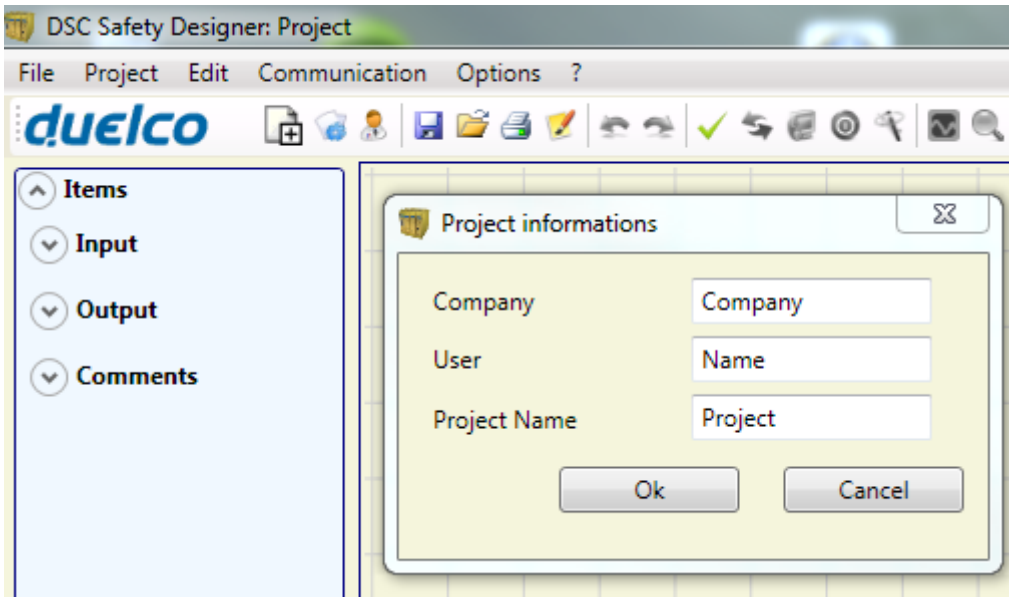 DSC Safety Designer: Project
File Project Edit Communication Options ?
duelco
Items
Input
Output
Comments
Project informations
Company Company
User Name
Project Name Project
Ok Cancel